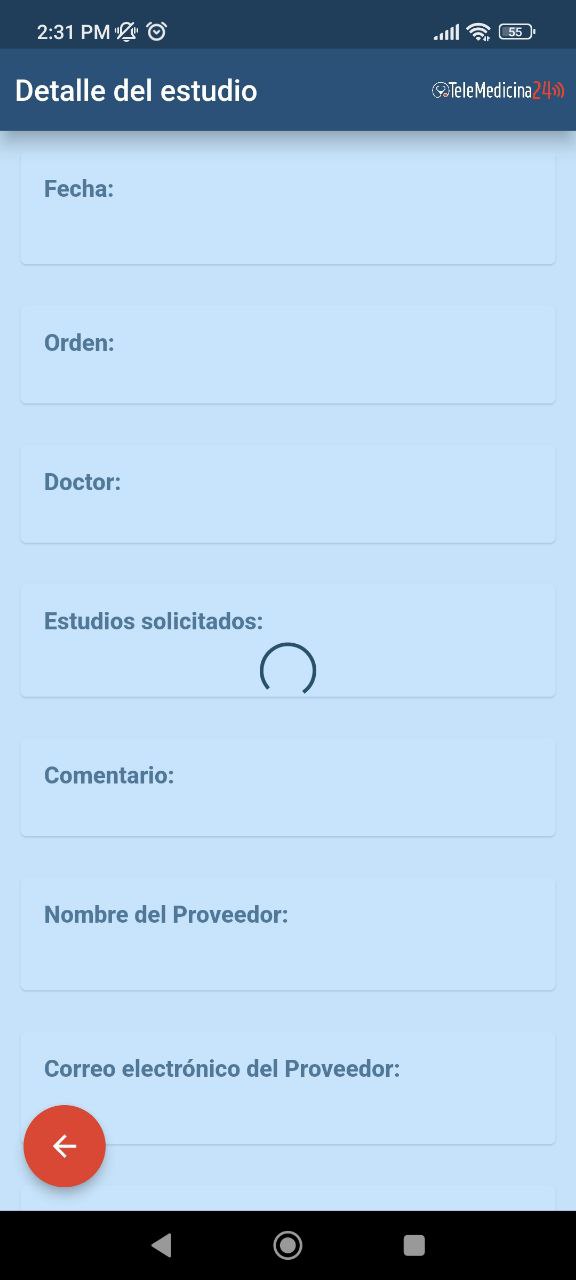 2:31 PM
55
Detalle del estudio
TeleMedicina24
Fecha:
Orden:
Doctor:
Estudios solicitados:
Comentario:
Nombre del Proveedor:
Correo electrónico del Proveedor: